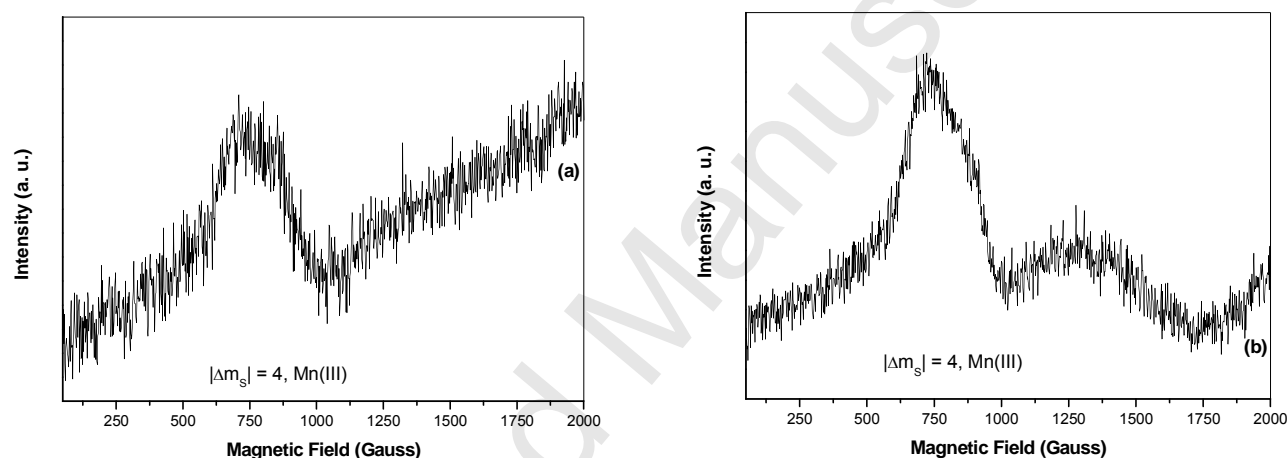 Intensity (a. u.)
(a)
|Δm_S| = 4, Mn(III)
250 500 750 1000 1250 1500 1750 2000
Magnetic Field (Gauss)
Intensity (a. u.)
(b)
|Δm_S| = 4, Mn(III)
250 500 750 1000 1250 1500 1750 2000
Magnetic Field (Gauss)
d Manus